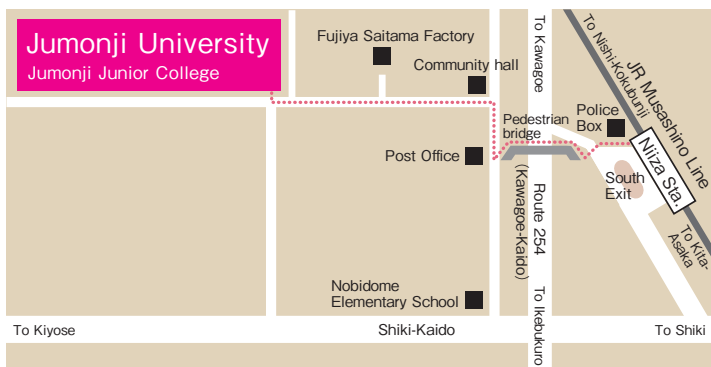 Jumonji University
Jumonji Junior College
Fujiya Saitama Factory
Community hall
To Kawagoe
To Nishi-Kokubunji
JR Musashino Line
Police
Box
Pedestrian
bridge
Post Office
Niiza Sta.
South
Exit
Route 254
(Kawagoe-Kaido)
To Kita-
Asaka
Nobidome
Elementary School
To Ikebukuro
To Kiyose
Shiki-Kaido
To Shiki